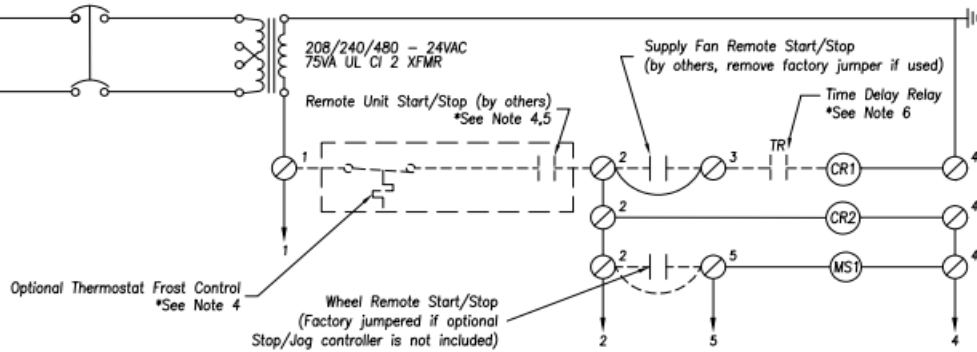 208/240/480 - 24VAC
75VA UL Cl 2 XFMR
Supply Fan Remote Start/Stop
(by others, remove factory jumper if used)
Remote Unit Start/Stop (by others)
*See Note 4,5
Time Delay Relay
*See Note 6
1
2
3
TR
CR1
4
2
CR2
4
1
2
5
MS1
4
Optional Thermostat Frost Control
*See Note 4
Wheel Remote Start/Stop
(Factory jumpered if optional
Stop/Jog controller is not included)
2
5
4